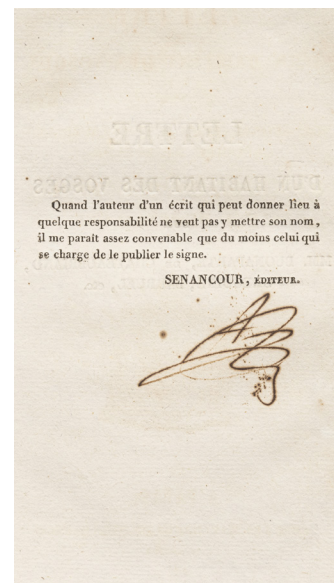 Quand l'auteur d'un écrit qui peut donner lieu à
quelque responsabilité ne veut pas y mettre son nom,
il me paraît assez convenable que du moins celui qui
se charge de le publier le signe.
SENANCOUR, ÉDITEUR.